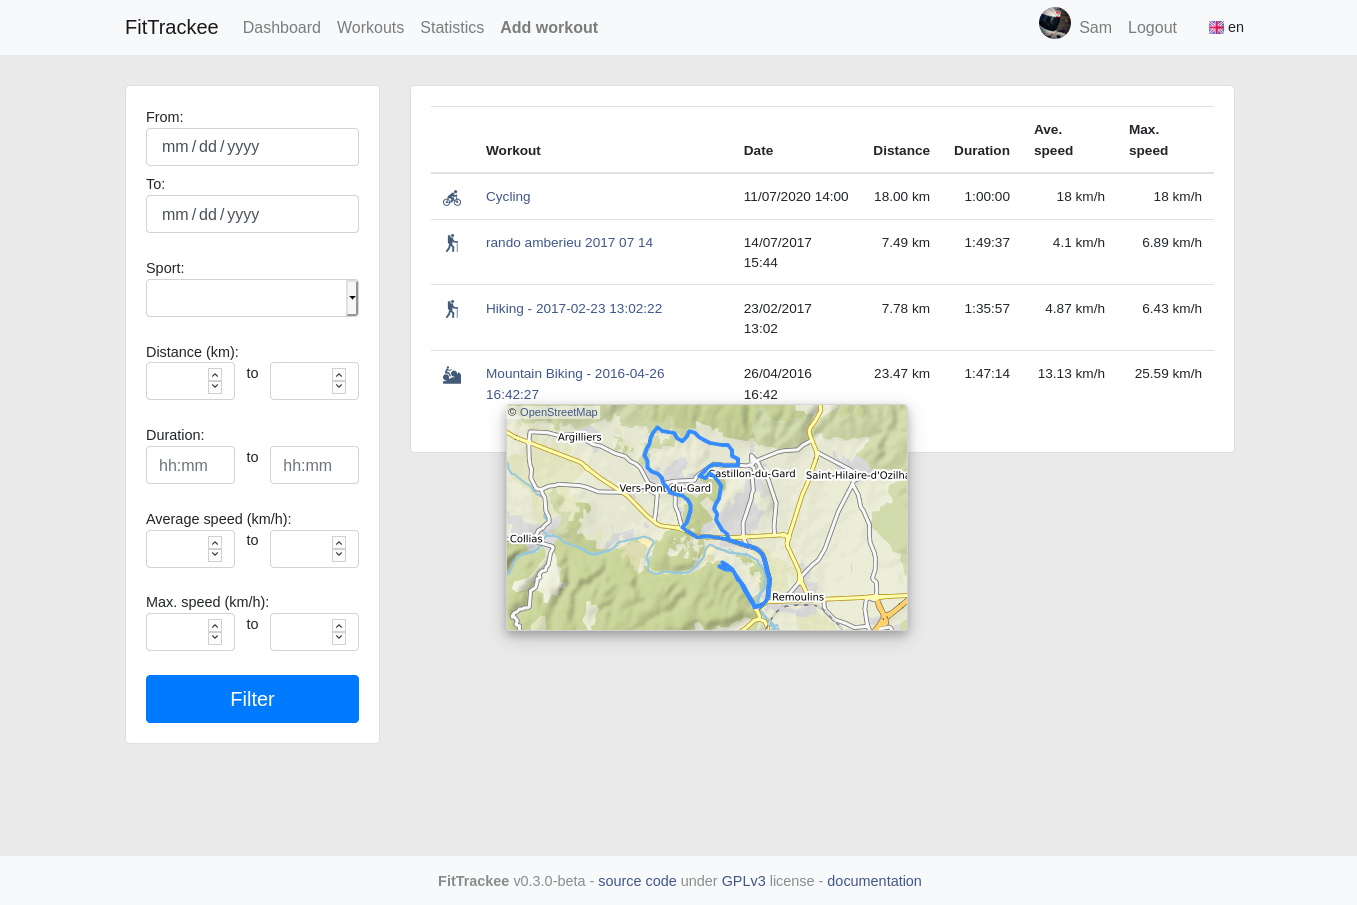 FitTrackee Dashboard Workouts Statistics Add workout Sam Logout en
From:
mm / dd / yyyy
To:
mm / dd / yyyy
Sport:
Distance (km):
to
Duration:
hh:mm to hh:mm
Average speed (km/h):
to
Max. speed (km/h):
to
Filter
Workout Date Distance Duration Ave. speed Max. speed
Cycling 11/07/2020 14:00 18.00 km 1:00:00 18 km/h 18 km/h
rando amberieu 2017 07 14 14/07/2017 15:44 7.49 km 1:49:37 4.1 km/h 6.89 km/h
Hiking - 2017-02-23 13:02:22 23/02/2017 13:02 7.78 km 1:35:57 4.87 km/h 6.43 km/h
Mountain Biking - 2016-04-26 16:42:27 26/04/2016 16:42 23.47 km 1:47:14 13.13 km/h 25.59 km/h
© OpenStreetMap
Argilliers
Castillon-du-Gard
Saint-Hilaire-d'Ozilha
Vers-Pont-du-Gard
Collias
Remoulins
FitTrackee v0.3.0-beta - source code under GPLv3 license - documentation